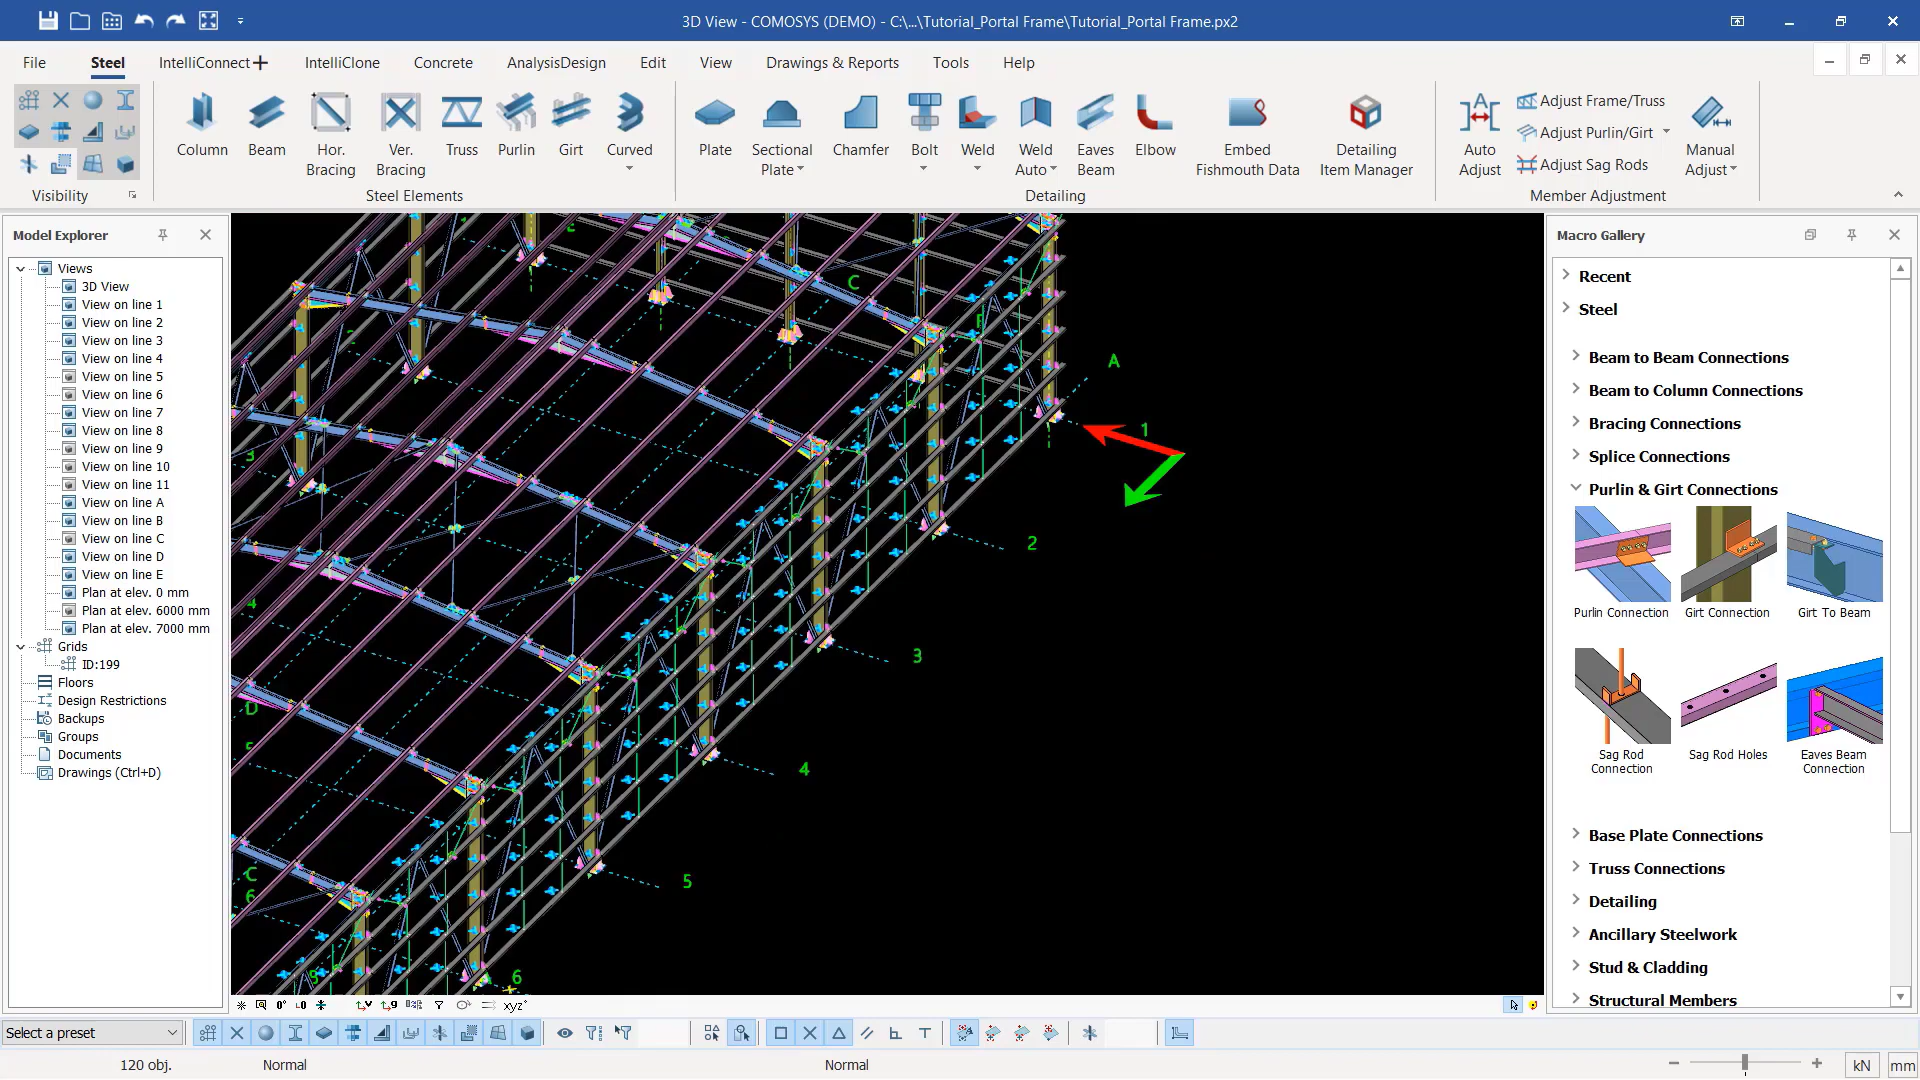 3D View - COMOSYS (DEMO) - C:\...\Tutorial_Portal Frame\Tutorial_Portal Frame.px2
File Steel IntelliConnect IntelliClone Concrete AnalysisDesign Edit View Drawings & Reports Tools Help
Column Beam Hor. Bracing Ver. Bracing Truss Purlin Girt Curved
Plate Sectional Plate Chamfer Bolt Weld Weld Auto Eaves Beam Elbow Embed Fishmouth Data Detailing Item Manager
Auto Adjust
Adjust Frame/Truss
Adjust Purlin/Girt
Adjust Sag Rods
Manual Adjust
Visibility Steel Elements Detailing Member Adjustment
Model Explorer
Views
3D View
View on line 1
View on line 2
View on line 3
View on line 4
View on line 5
View on line 6
View on line 7
View on line 8
View on line 9
View on line 10
View on line 11
View on line A
View on line B
View on line C
View on line D
View on line E
Plan at elev. 0 mm
Plan at elev. 6000 mm
Plan at elev. 7000 mm
Grids
ID:199
Floors
Design Restrictions
Backups
Groups
Documents
Drawings (Ctrl+D)
C
A
1
2
3
3
4
4
D
5
5
C
6
6
Macro Gallery
Recent
Steel
Beam to Beam Connections
Beam to Column Connections
Bracing Connections
Splice Connections
Purlin & Girt Connections
Purlin Connection Girt Connection Girt To Beam
Sag Rod Connection Sag Rod Holes Eaves Beam Connection
Base Plate Connections
Truss Connections
Detailing
Ancillary Steelwork
Stud & Cladding
Structural Members
xyz
Select a preset
120 obj. Normal Normal kN mm